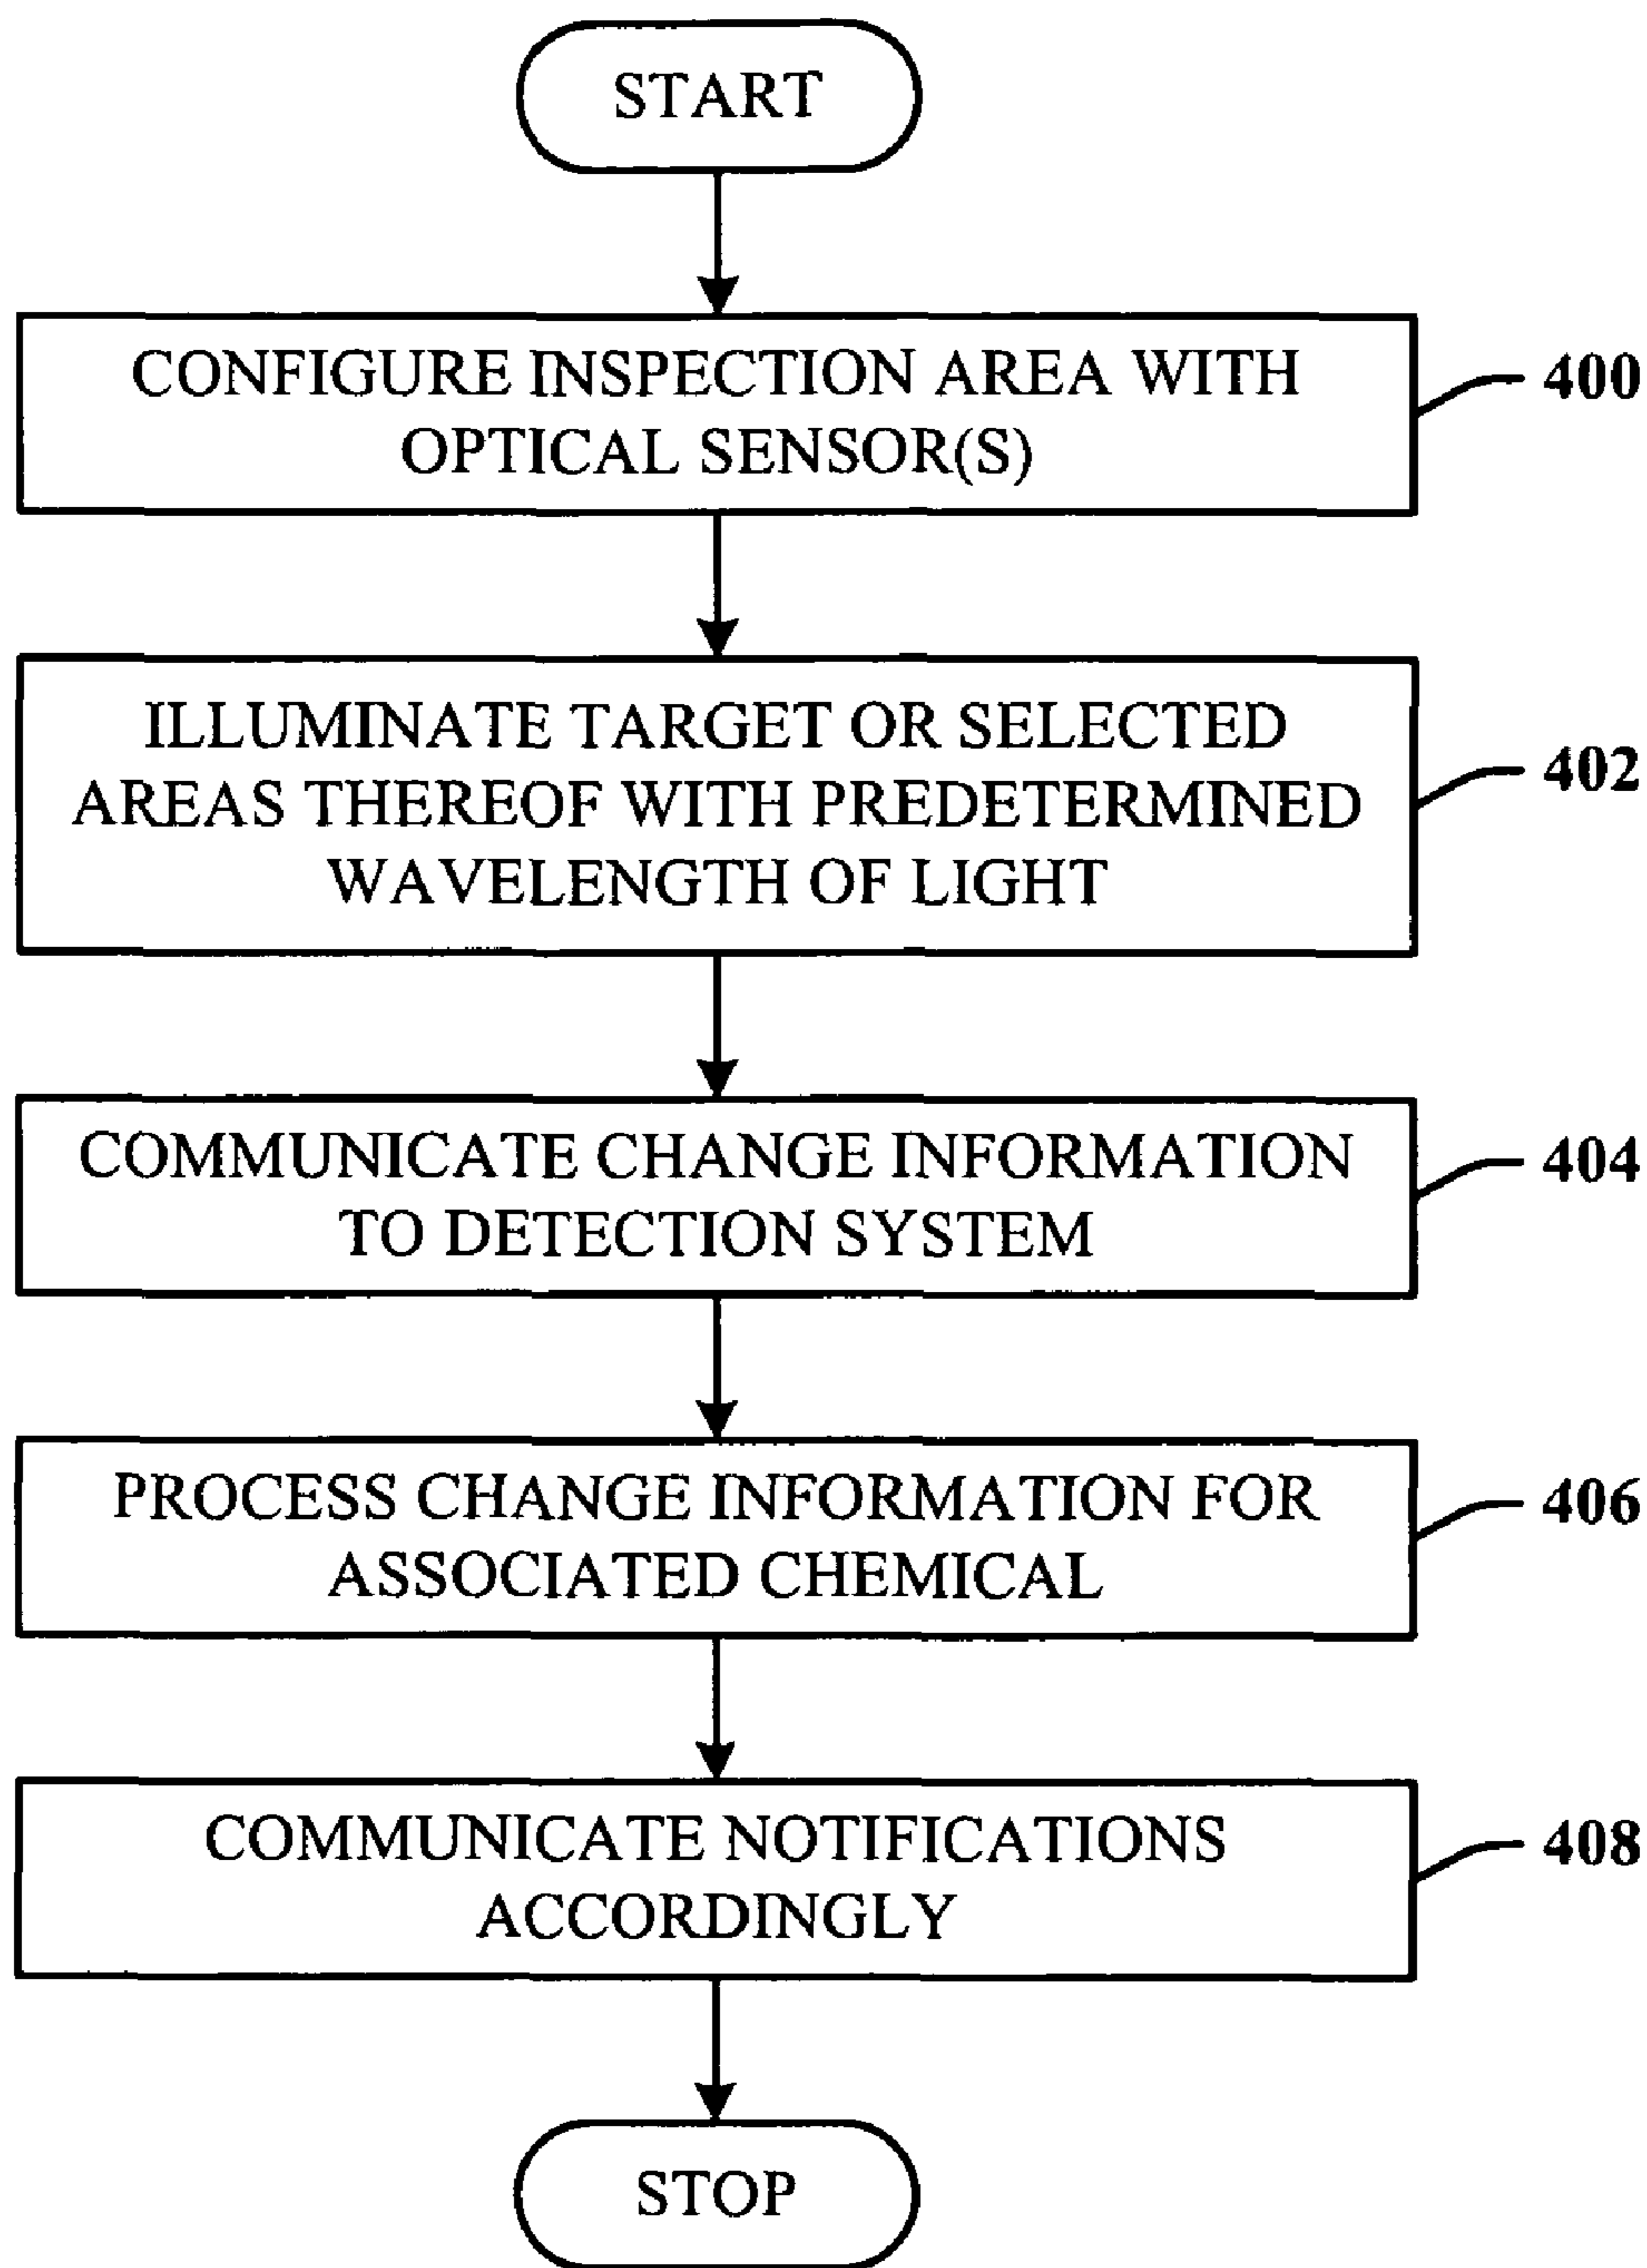 START
CONFIGURE INSPECTION AREA WITH
OPTICAL SENSOR(S)
400
ILLUMINATE TARGET OR SELECTED
AREAS THEREOF WITH PREDETERMINED
WAVELENGTH OF LIGHT
402
COMMUNICATE CHANGE INFORMATION
TO DETECTION SYSTEM
404
PROCESS CHANGE INFORMATION FOR
ASSOCIATED CHEMICAL
406
COMMUNICATE NOTIFICATIONS
ACCORDINGLY
408
STOP